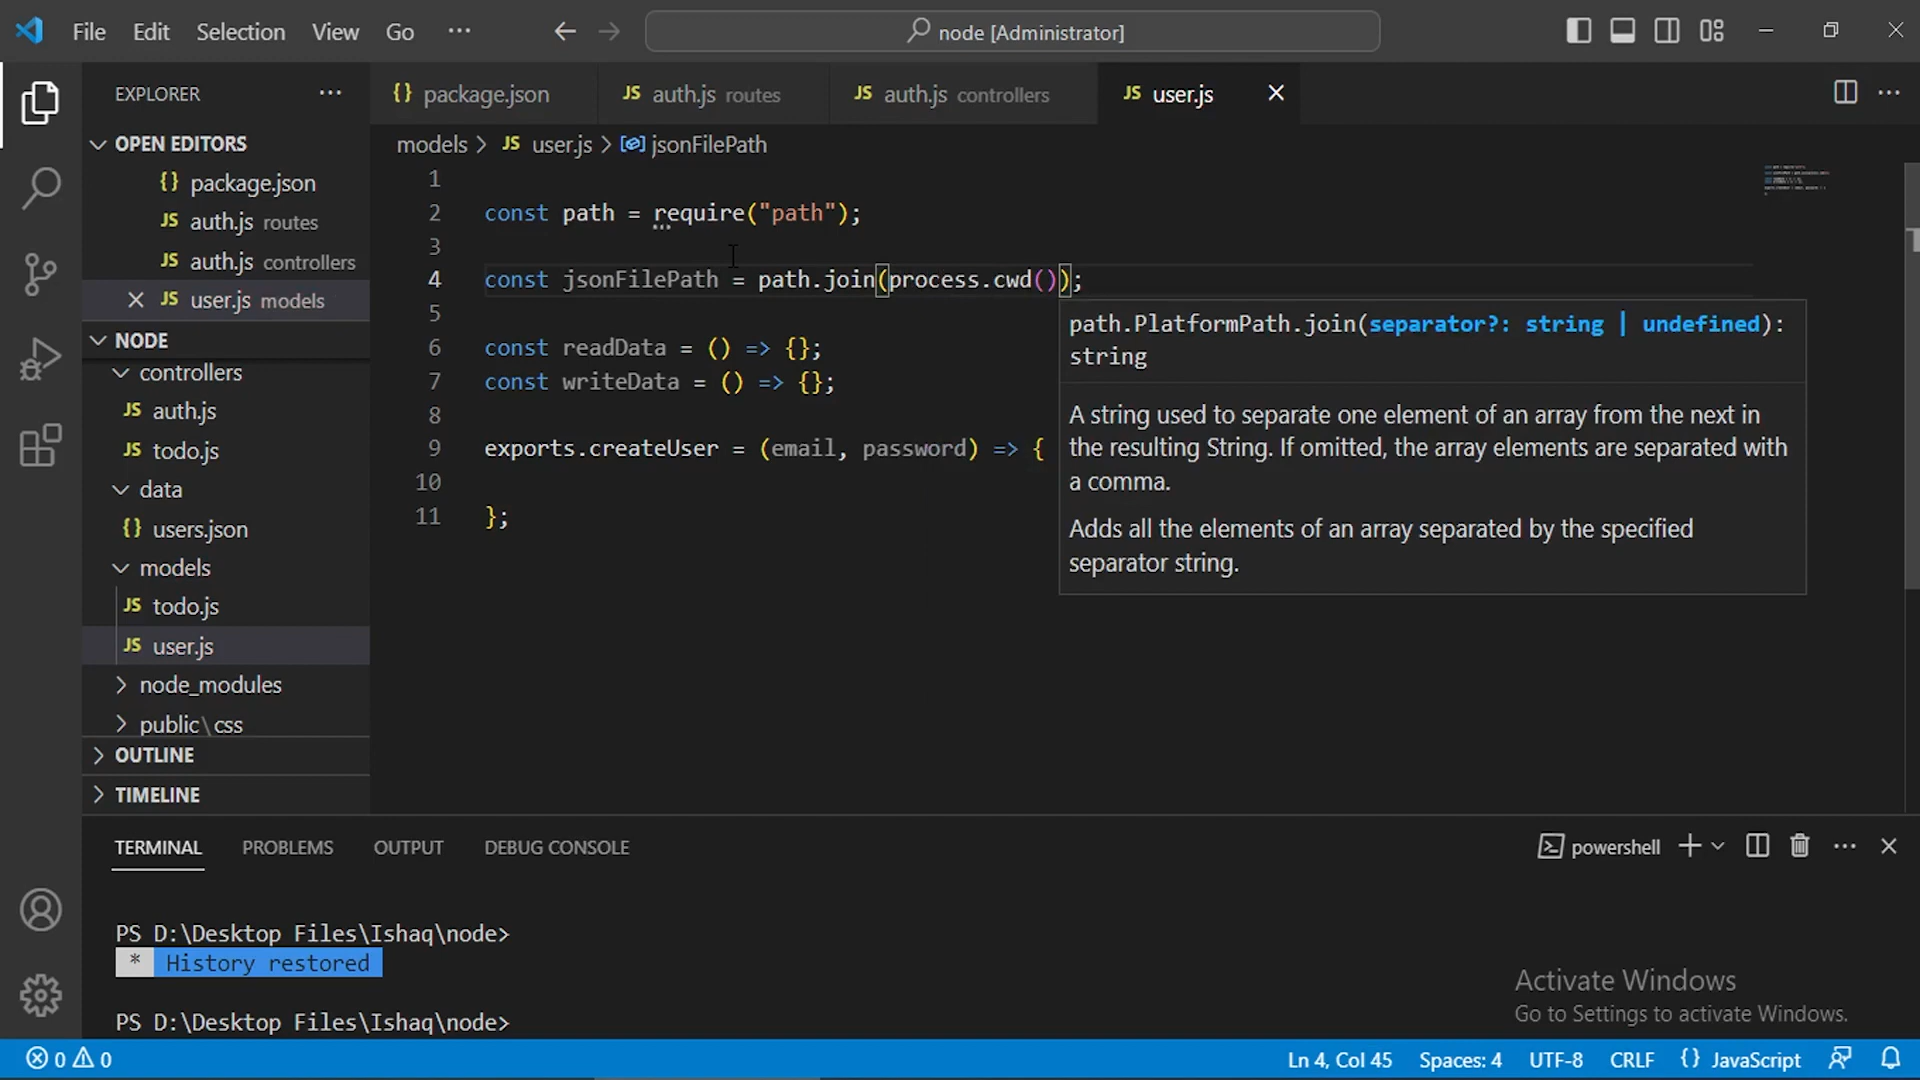 File Edit Selection View Go ··· node [Administrator]
EXPLORER
OPEN EDITORS
{} package.json
JS auth.js routes
JS auth.js controllers
JS user.js models
NODE
controllers
JS auth.js
JS todo.js
data
{} users.json
models
JS todo.js
JS user.js
node_modules
public\css
OUTLINE
TIMELINE
{} package.json JS auth.js routes JS auth.js controllers JS user.js
models > JS user.js > jsonFilePath
1
2 const path = require("path");
3
4 const jsonFilePath = path.join(process.cwd());
5
6 const readData = () => {};
7 const writeData = () => {};
8
9 exports.createUser = (email, password) => {
10
11 };
path.PlatformPath.join(separator?: string | undefined):
string
A string used to separate one element of an array from the next in
the resulting String. If omitted, the array elements are separated with
a comma.
Adds all the elements of an array separated by the specified
separator string.
TERMINAL PROBLEMS OUTPUT DEBUG CONSOLE powershell
PS D:\Desktop Files\Ishaq\node>
* History restored
PS D:\Desktop Files\Ishaq\node>
Activate Windows
Go to Settings to activate Windows.
0 0 Ln 4, Col 45 Spaces: 4 UTF-8 CRLF {} JavaScript